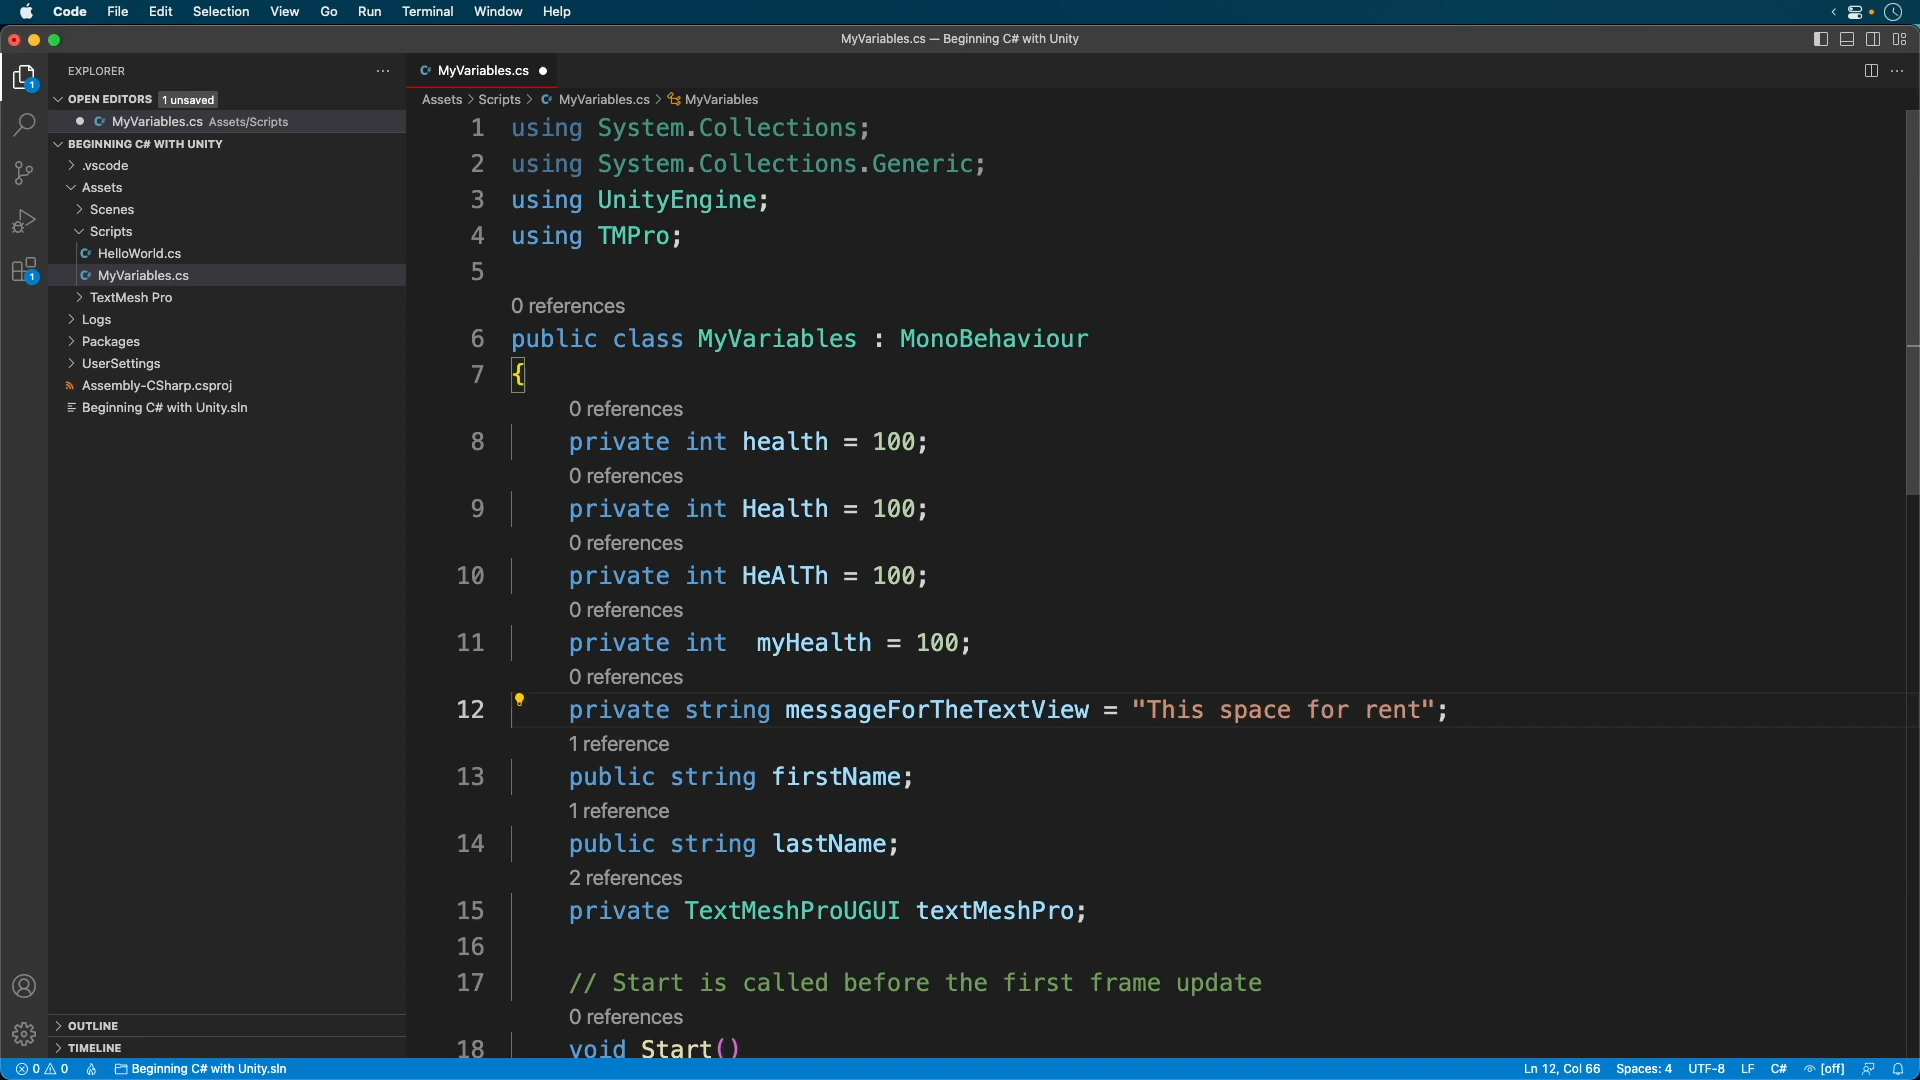 Code File Edit Selection View Go Run Terminal Window Help
MyVariables.cs — Beginning C# with Unity
EXPLORER
OPEN EDITORS 1 unsaved
MyVariables.cs Assets/Scripts
BEGINNING C# WITH UNITY
.vscode
Assets
Scenes
Scripts
HelloWorld.cs
MyVariables.cs
TextMesh Pro
Logs
Packages
UserSettings
Assembly-CSharp.csproj
Beginning C# with Unity.sln
OUTLINE
TIMELINE
1
1
MyVariables.cs
Assets > Scripts > MyVariables.cs > MyVariables
1 using System.Collections;
2 using System.Collections.Generic;
3 using UnityEngine;
4 using TMPro;
5
0 references
6 public class MyVariables : MonoBehaviour
7 {
0 references
8 private int health = 100;
0 references
9 private int Health = 100;
0 references
10 private int HeAlTh = 100;
0 references
11 private int  myHealth = 100;
0 references
12 private string messageForTheTextView = "This space for rent";
1 reference
13 public string firstName;
1 reference
14 public string lastName;
2 references
15 private TextMeshProUGUI textMeshPro;
16
17 // Start is called before the first frame update
0 references
18 void Start()
0 0 Beginning C# with Unity.sln Ln 12, Col 66 Spaces: 4 UTF-8 LF C# [off]